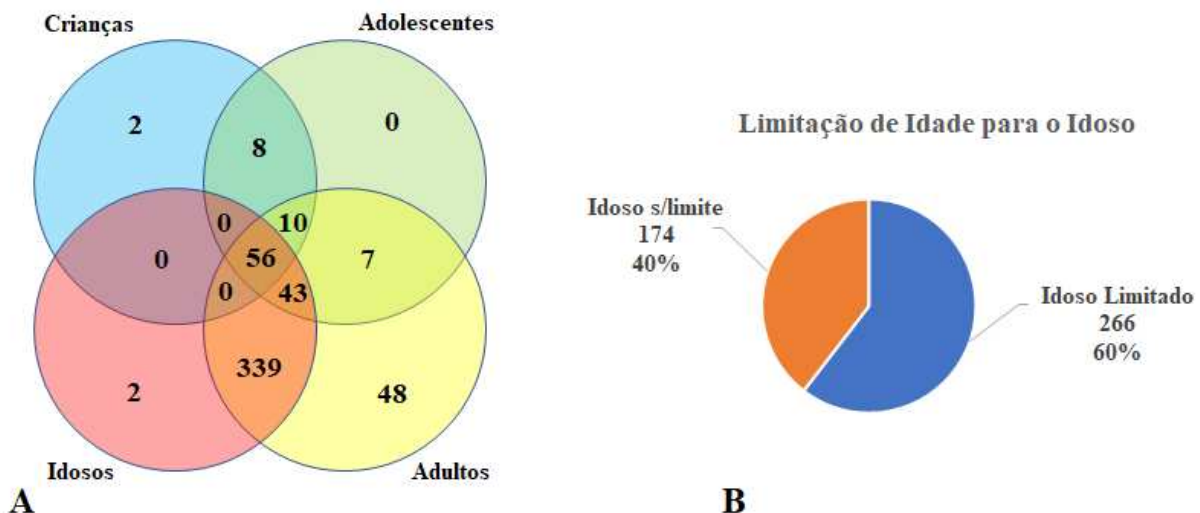 Crianças
Adolescentes
2
8
0
0
10
0
56
7
0
43
2
339
48
Idosos
Adultos
A
Limitação de Idade para o Idoso
Idoso s/limite
174
40%
Idoso Limitado
266
60%
B